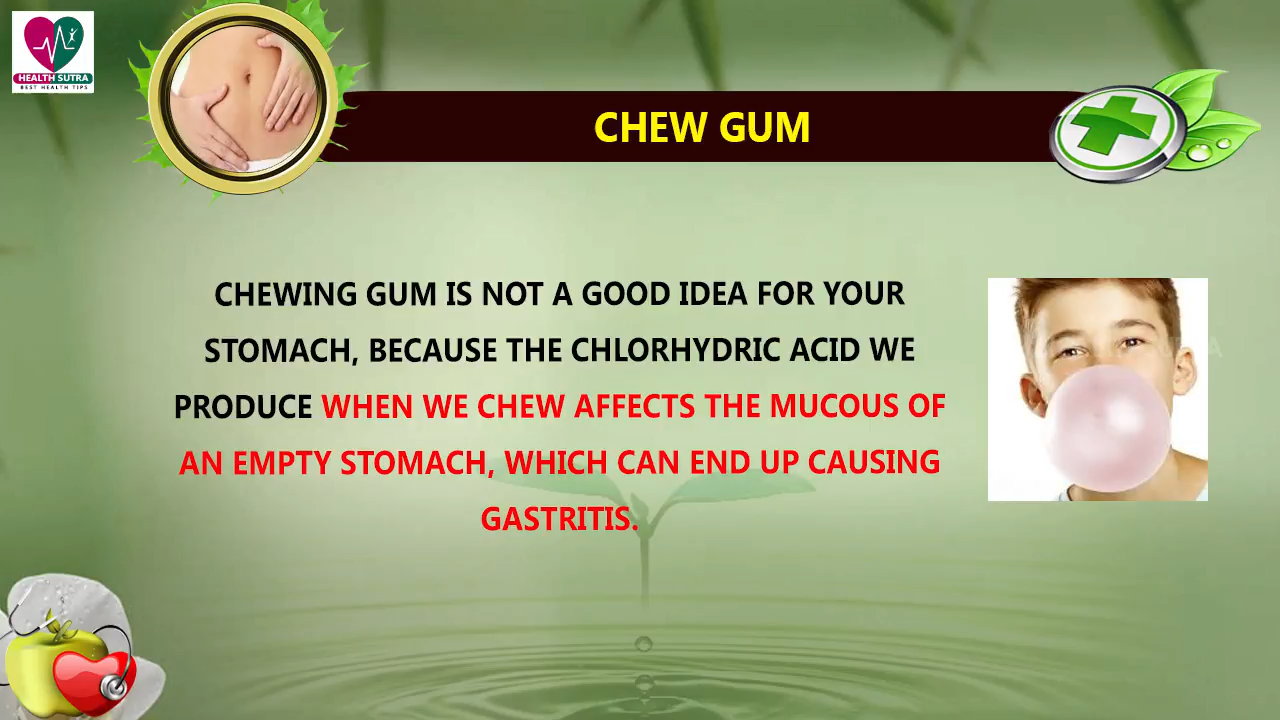 HEALTH SUTRA
BEST HEALTH TIPS
CHEW GUM
CHEWING GUM IS NOT A GOOD IDEA FOR YOUR
STOMACH, BECAUSE THE CHLORHYDRIC ACID WE
PRODUCE WHEN WE CHEW AFFECTS THE MUCOUS OF
AN EMPTY STOMACH, WHICH CAN END UP CAUSING
GASTRITIS.